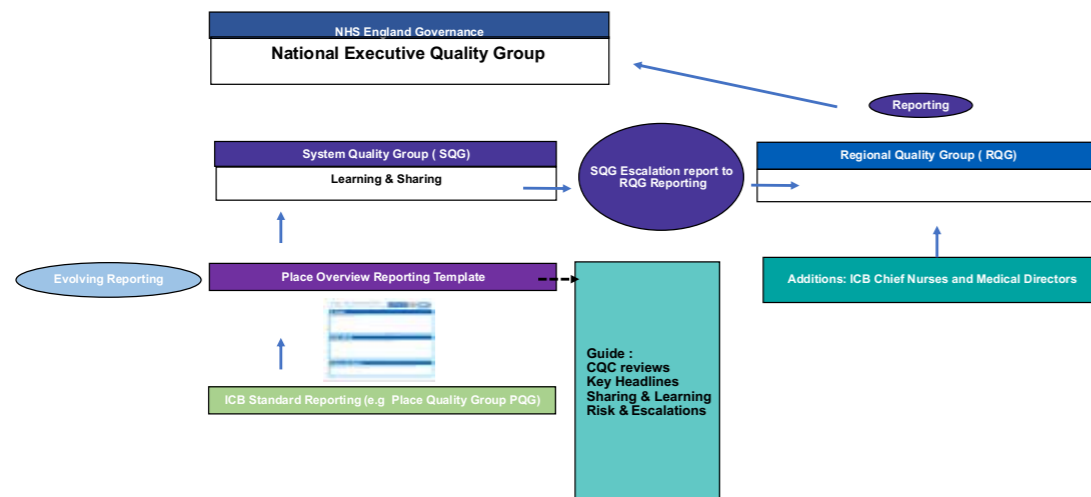 NHS England Governance
National Executive Quality Group
Reporting
System Quality Group ( SQG)
Learning & Sharing
SQG Escalation report to
RQG Reporting
Regional Quality Group ( RQG)
Evolving Reporting
Place Overview Reporting Template
Additions: ICB Chief Nurses and Medical Directors
Guide :
CQC reviews
Key Headlines
Sharing & Learning
Risk & Escalations
ICB Standard Reporting (e.g Place Quality Group PQG)